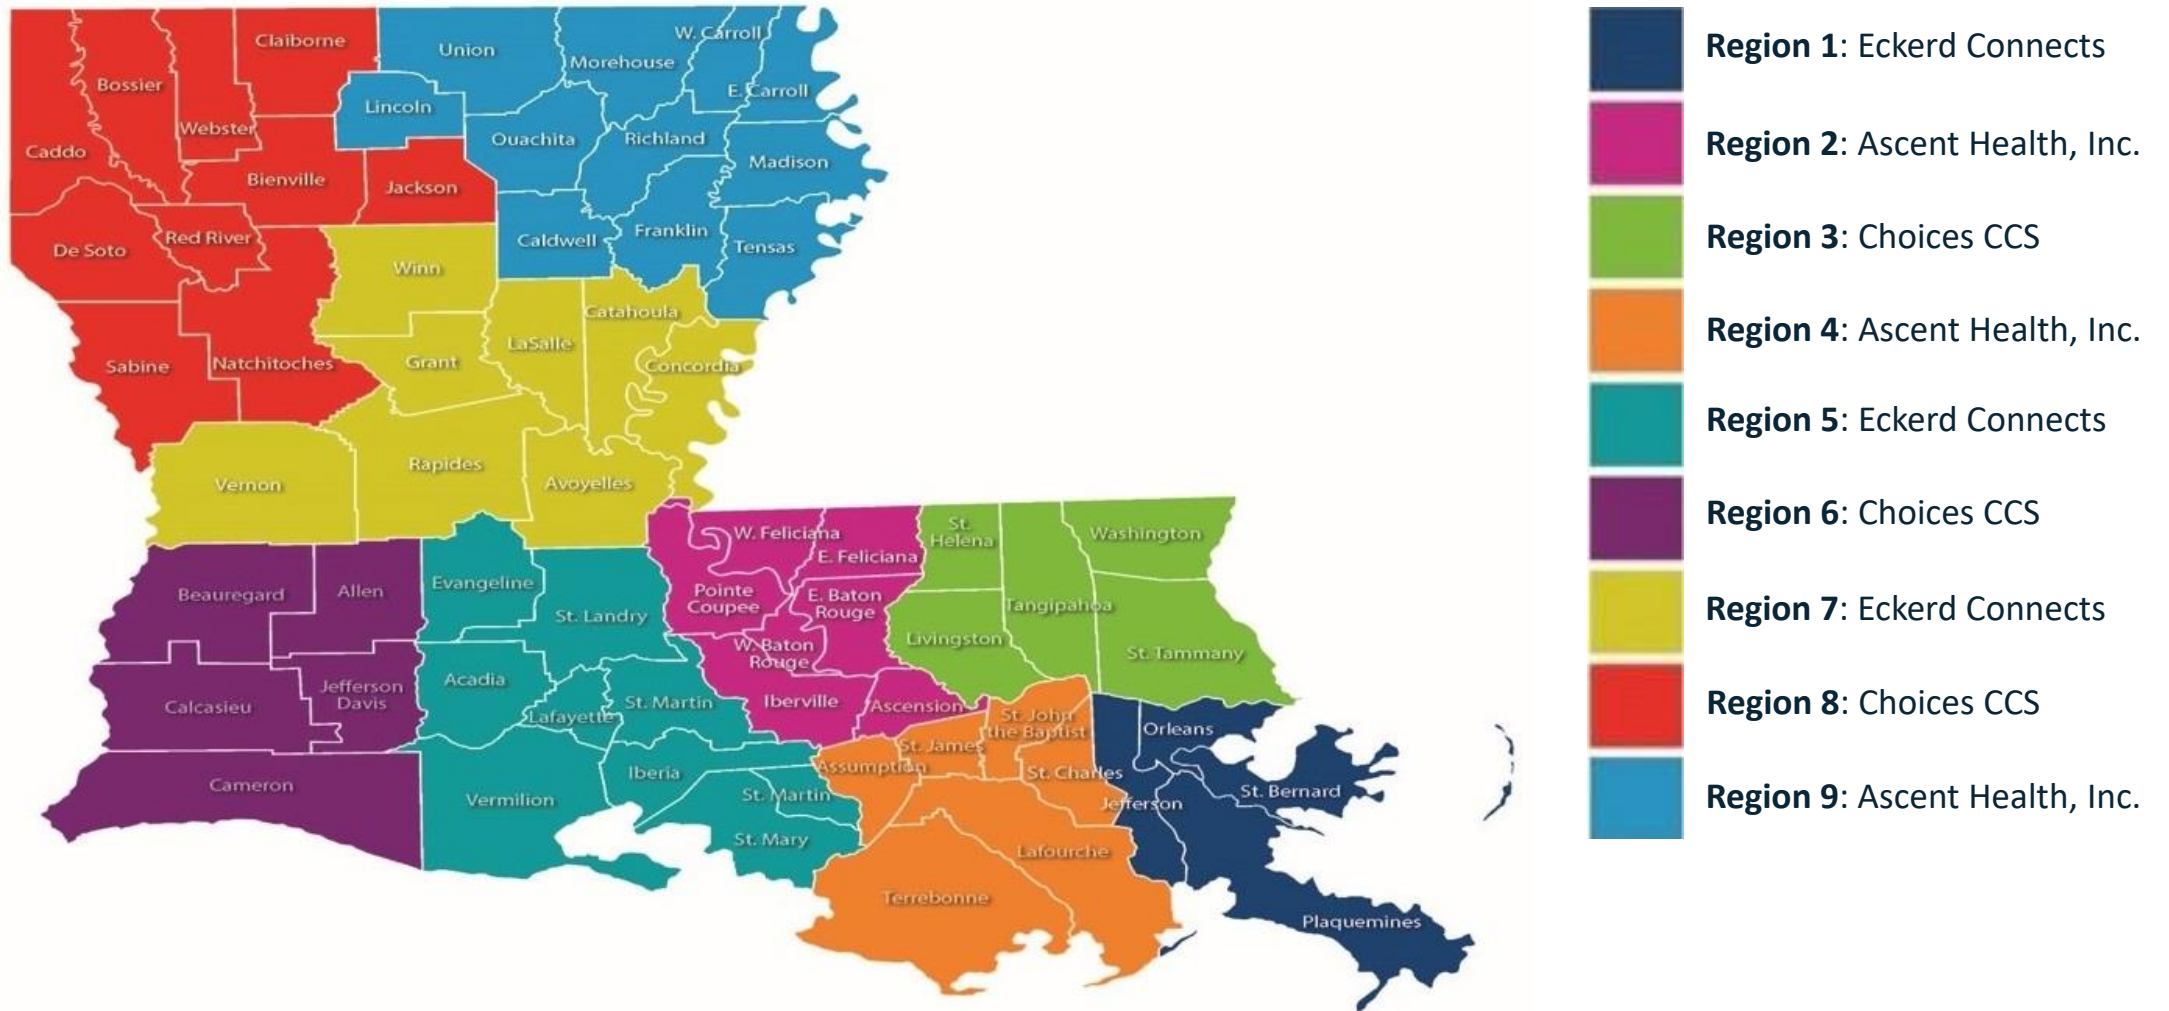 Claiborne
Union
W. Carroll
Morehouse
Bossier
E. Carroll
Lincoln
Webster
Ouachita
Richland
Caddo
Madison
Bienville
Jackson
Red River
Franklin
De Soto
Caldwell
Tensas
Winn
Catahoula
LaSalle
Sabine
Natchitoches
Grant
Concordia
Rapides
Vernon
Avoyelles
W. Feliciana
St.
Helena
Washington
E. Feliciana
Beauregard
Allen
Evangeline
Pointe
Coupee
E. Baton
Rouge
St. Landry
Tangipahoa
Livingston
W. Baton
Rouge
St. Tammany
Jefferson
Davis
Acadia
Calcasieu
Lafayette
St. Martin
Iberville
Ascension
St. John
the Baptist
Orleans
St. James
Assumption
St. Charles
Iberia
Cameron
Vermilion
St. Martin
Jefferson
St. Bernard
St. Mary
Lafourche
Terrebonne
Plaquemines
Region 1: Eckerd Connects
Region 2: Ascent Health, Inc.
Region 3: Choices CCS
Region 4: Ascent Health, Inc.
Region 5: Eckerd Connects
Region 6: Choices CCS
Region 7: Eckerd Connects
Region 8: Choices CCS
Region 9: Ascent Health, Inc.